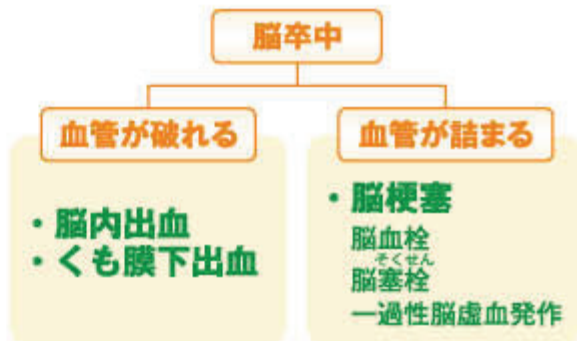 脳卒中
血管が破れる
・脳内出血
・くも膜下出血
血管が詰まる
・脳梗塞
脳血栓
そくせん
脳塞栓
一過性脳虚血発作